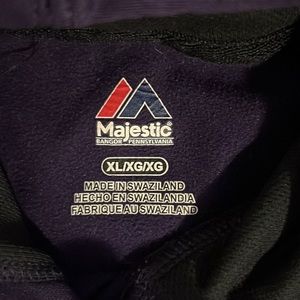 Majestic
BANGOR PENNSYLVANIA
XL/XG/XG
MADE IN SWAZILAND
HECHO EN SWAZILANDIA
FABRIQUE AU SWAZILAND